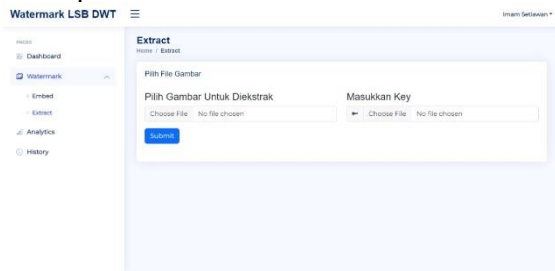 Watermark LSB DWT
Imam Setiawan
PROSES
Dashboard
Watermark
Embed
Extract
Analytics
History
Extract
Home / Extract
Pilih File Gambar
Pilih Gambar Untuk Diekstrak
Choose File No file chosen
Submit
Masukkan Key
Choose File No file chosen